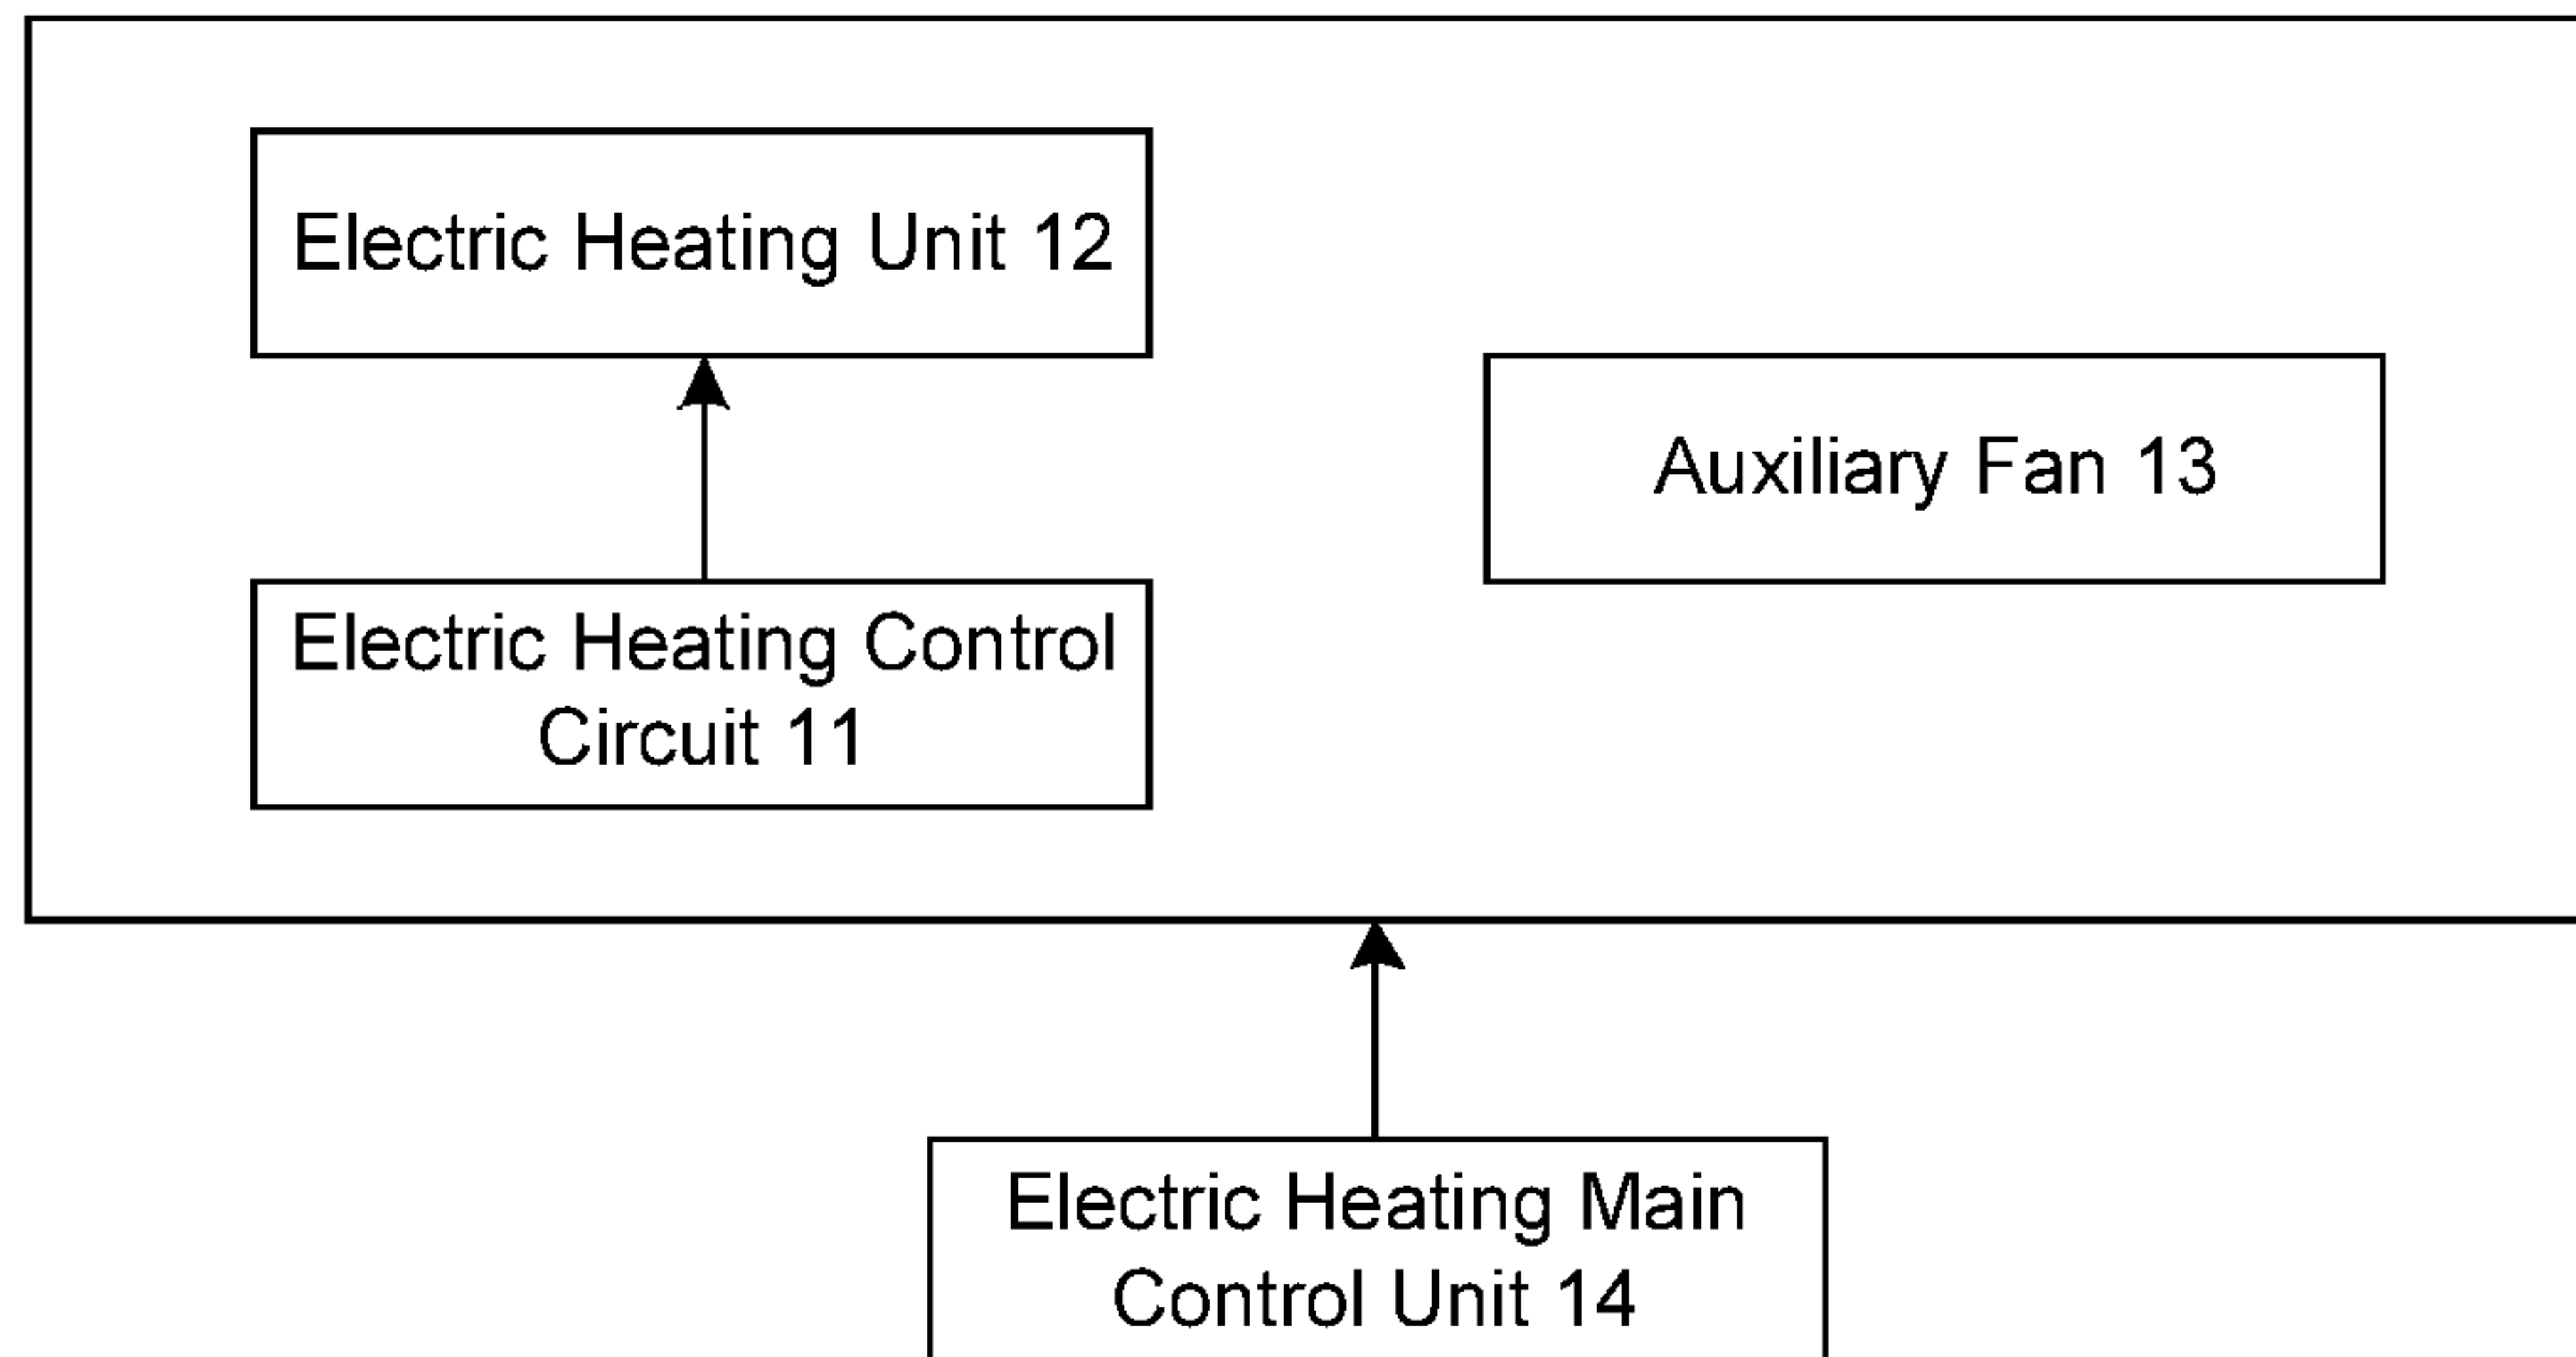 Electric Heating Unit 12
Auxiliary Fan 13
Electric Heating Control
Circuit 11
Electric Heating Main
Control Unit 14